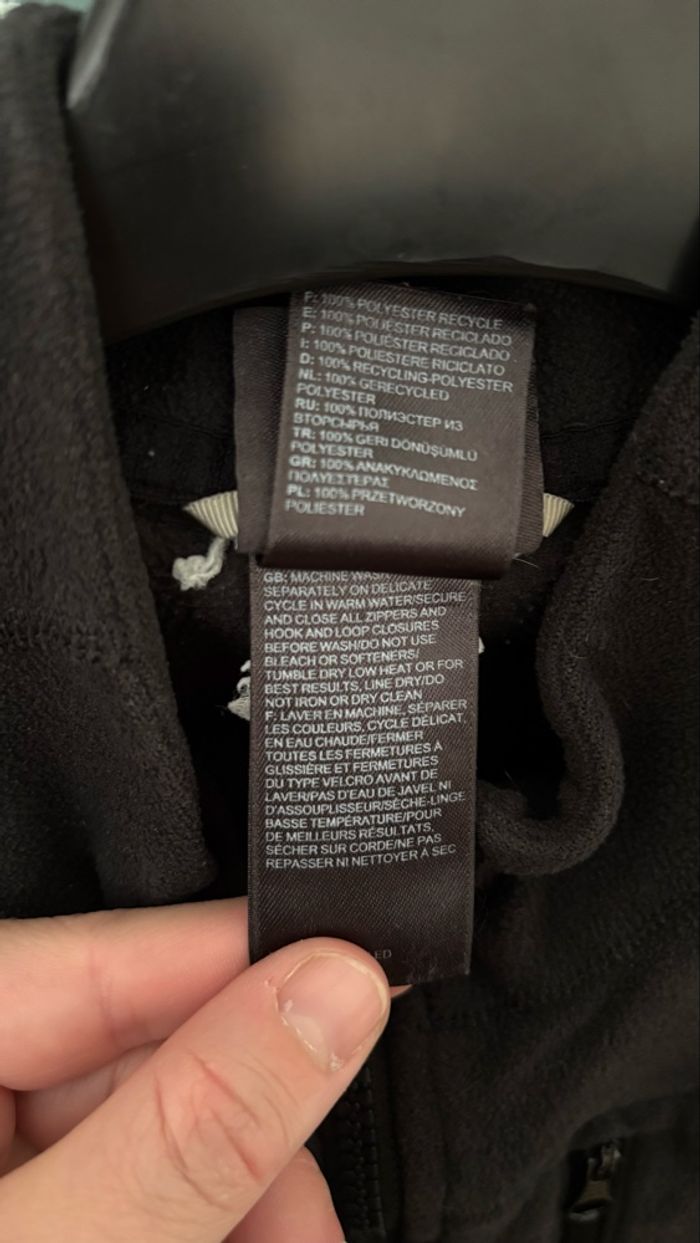 F: 100% POLYESTER RECYCLE
E: 100% POLIÉSTER RECICLADO
P: 100% POLIÉSTER RECICLADO
I: 100% POLIESTERE RICICLATO
D: 100% RECYCLING-POLYESTER
NL: 100% GERECYCLED
POLYESTER
RU: 100% ПОЛИЭСТЕР ИЗ
ВТОРСЫРЬЯ
TR: 100% GERI DÖNÜŞÜMLÜ
POLYESTER
GR: 100% ΑΝΑΚΥΚΛΩΜΕΝΟΣ
ΠΟΛΥΕΣΤΕΡΑΣ
PL: 100% PRZETWORZONY
POLIESTER
GB: MACHINE WASH
SEPARATELY ON DELICATE
CYCLE IN WARM WATER/SECURE
AND CLOSE ALL ZIPPERS AND
HOOK AND LOOP CLOSURES
BEFORE WASH/DO NOT USE
BLEACH OR SOFTENERS/
TUMBLE DRY LOW HEAT OR FOR
BEST RESULTS, LINE DRY/DO
NOT IRON OR DRY CLEAN
F: LAVER EN MACHINE, SÉPARER
LES COULEURS, CYCLE DÉLICAT,
EN EAU CHAUDE/FERMER
TOUTES LES FERMETURES À
GLISSIÈRE ET FERMETURES
DU TYPE VELCRO AVANT DE
LAVER/PAS D'EAU DE JAVEL NI
D'ASSOUPLISSEUR/SÈCHE-LINGE
BASSE TEMPÉRATURE/POUR
DE MEILLEURS RÉSULTATS,
SÉCHER SUR CORDE/NE PAS
REPASSER NI NETTOYER À SEC